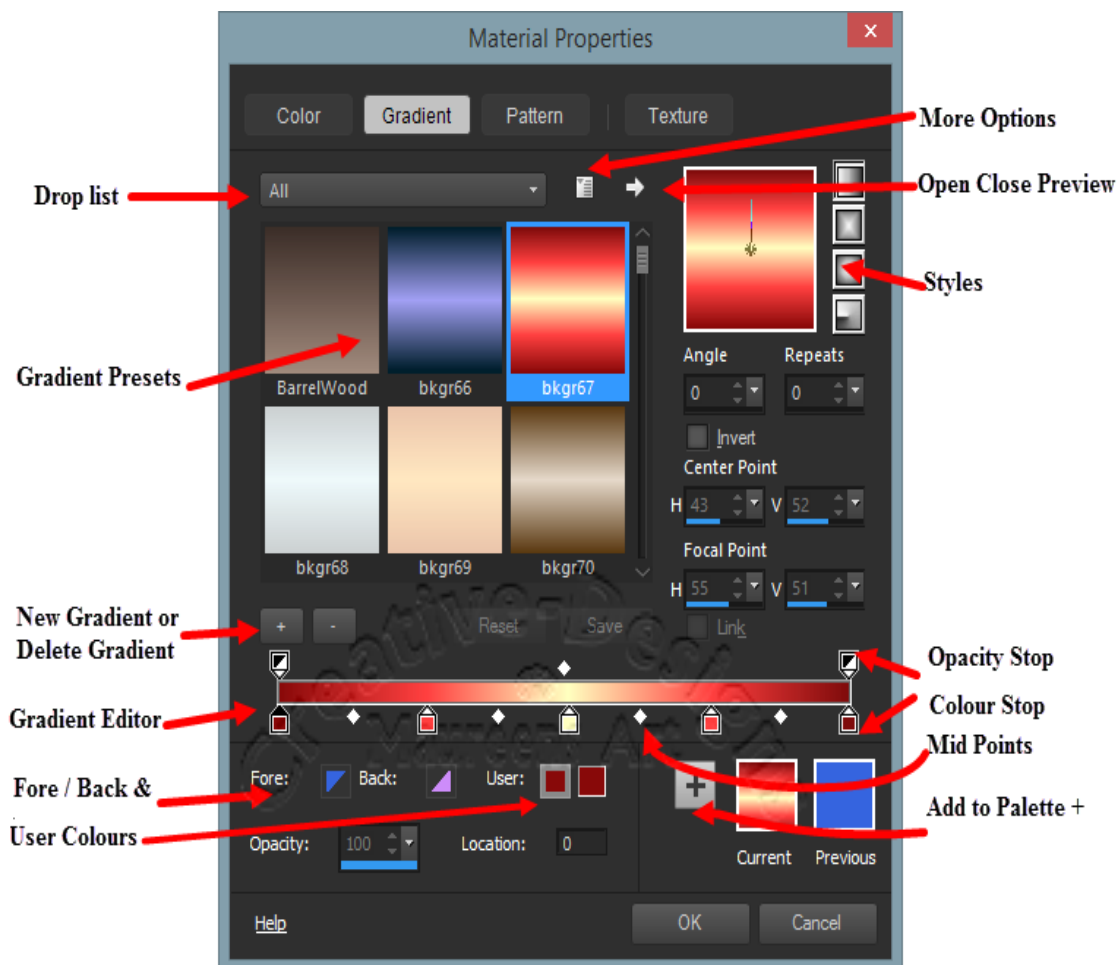 Material Properties
x
Color Gradient Pattern Texture
More Options
Drop list
All
Open Close Preview
Styles
Gradient Presets
BarrelWood bkgr66 bkgr67
bkgr68 bkgr69 bkgr70
Angle Repeats
0 0
Invert
Center Point
H 43 V 52
Focal Point
H 55 V 51
Link
New Gradient or
Delete Gradient
+ -
Reset Save
Opacity Stop
Gradient Editor
Colour Stop
Mid Points
Fore / Back &
User Colours
Fore: Back: User:
Opacity: 100 Location: 0
+
Add to Palette +
Current Previous
Help
OK Cancel